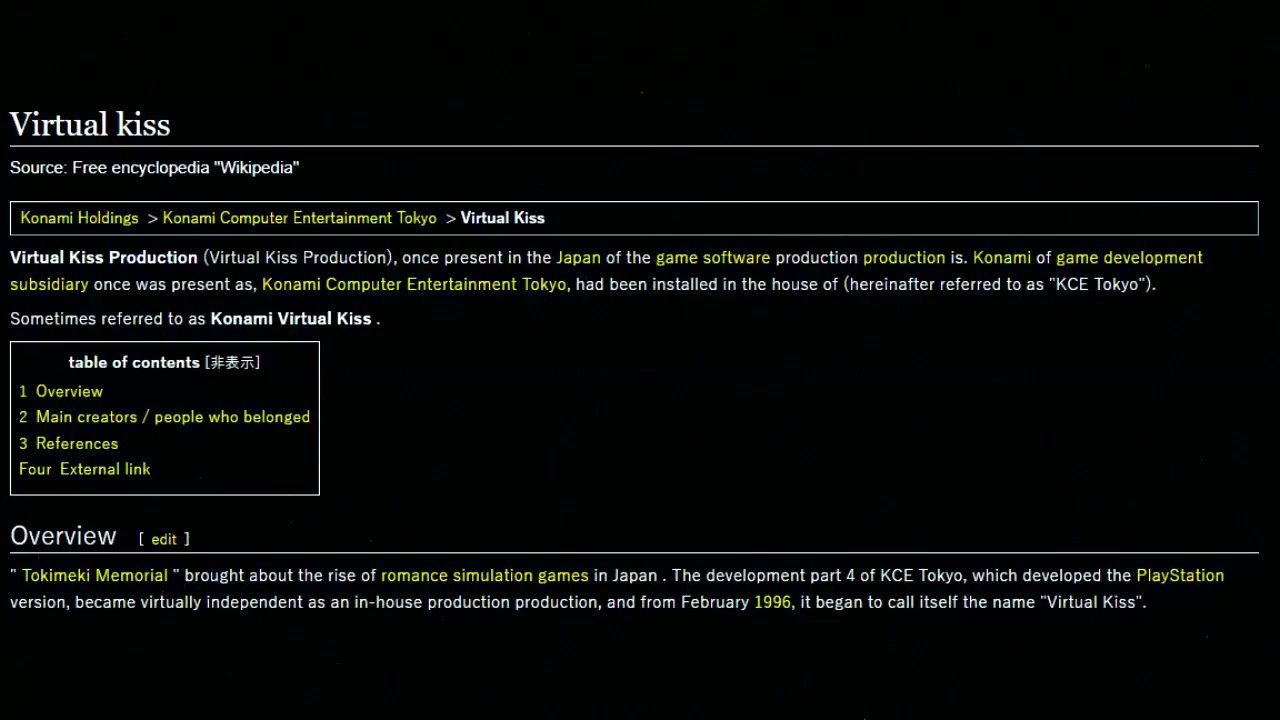 Virtual kiss
Source: Free encyclopedia "Wikipedia"
Konami Holdings > Konami Computer Entertainment Tokyo > Virtual Kiss
Virtual Kiss Production (Virtual Kiss Production), once present in the Japan of the game software production production is. Konami of game development
subsidiary once was present as, Konami Computer Entertainment Tokyo, had been installed in the house of (hereinafter referred to as "KCE Tokyo").
Sometimes referred to as Konami Virtual Kiss .
table of contents [非表示]
1 Overview
2 Main creators / people who belonged
3 References
Four External link
Overview [ edit ]
" Tokimeki Memorial " brought about the rise of romance simulation games in Japan . The development part 4 of KCE Tokyo, which developed the PlayStation
version, became virtually independent as an in-house production production, and from February 1996, it began to call itself the name "Virtual Kiss".